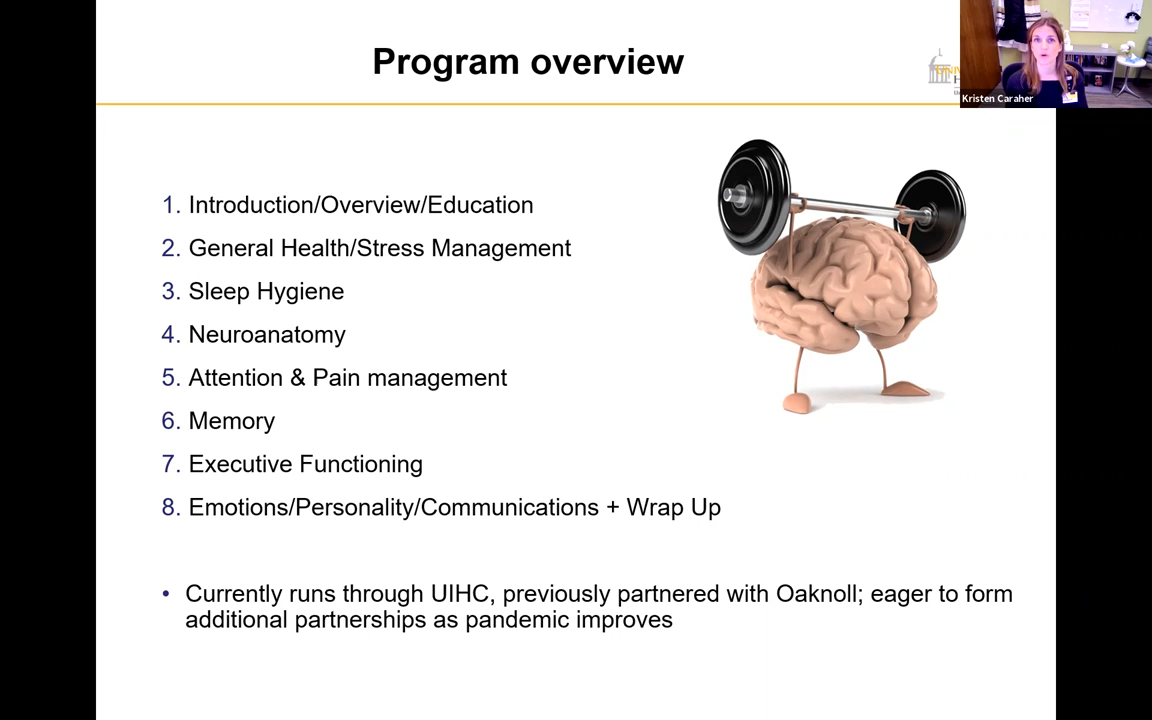 Program overview
Kristen Caraher
1. Introduction/Overview/Education
2. General Health/Stress Management
3. Sleep Hygiene
4. Neuroanatomy
5. Attention & Pain management
6. Memory
7. Executive Functioning
8. Emotions/Personality/Communications + Wrap Up
• Currently runs through UIHC, previously partnered with Oaknoll; eager to form
additional partnerships as pandemic improves